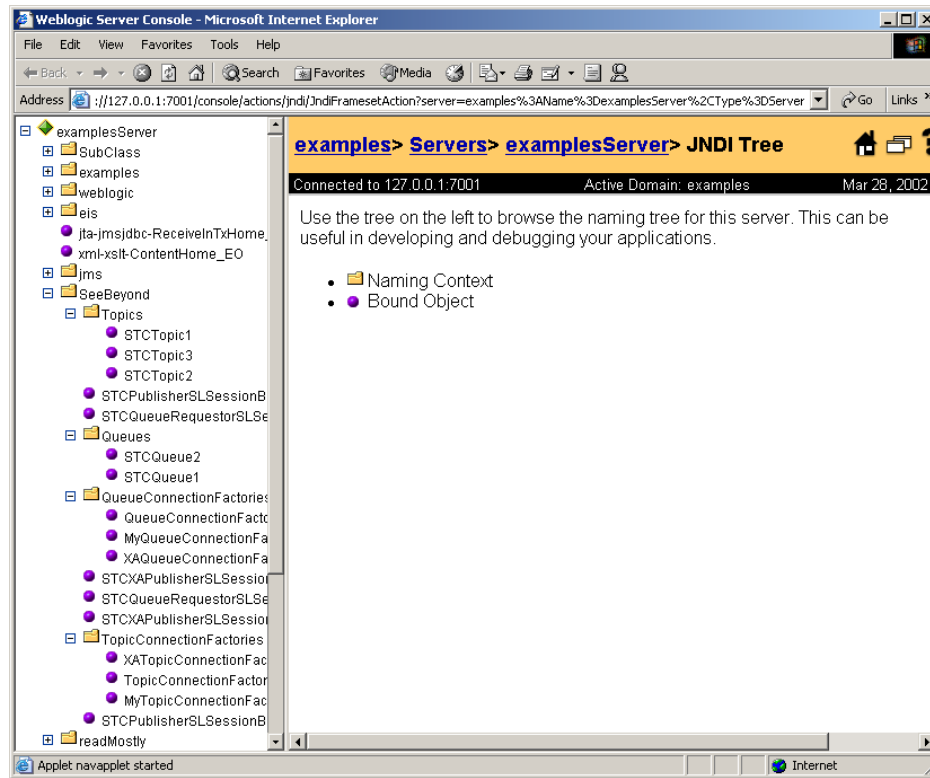 Weblogic Server Console - Microsoft Internet Explorer
File Edit View Favorites Tools Help
Back Search Favorites Media
Address ://127.0.0.1:7001/console/actions/jndi/JndiFramesetAction?server=examples%3AName%3DexamplesServer%2CType%3DServer Go Links »
examplesServer
SubClass
examples
weblogic
eis
jta-jmsjdbc-ReceiveInTxHome_
xml-xslt-ContentHome_EO
jms
SeeBeyond
Topics
STCTopic1
STCTopic3
STCTopic2
STCPublisherSLSessionB
STCQueueRequestorSLSe
Queues
STCQueue2
STCQueue1
QueueConnectionFactories
QueueConnectionFacto
MyQueueConnectionFa
XAQueueConnectionFa
STCXAPublisherSLSession
STCQueueRequestorSLSe
STCXAPublisherSLSession
TopicConnectionFactories
XATopicConnectionFac
TopicConnectionFactor
MyTopicConnectionFac
STCPublisherSLSessionB
readMostly
examples> Servers> examplesServer> JNDI Tree ?
Connected to 127.0.0.1:7001 Active Domain: examples Mar 28, 2002
Use the tree on the left to browse the naming tree for this server. This can be
useful in developing and debugging your applications.
• Naming Context
• Bound Object
Applet navapplet started Internet